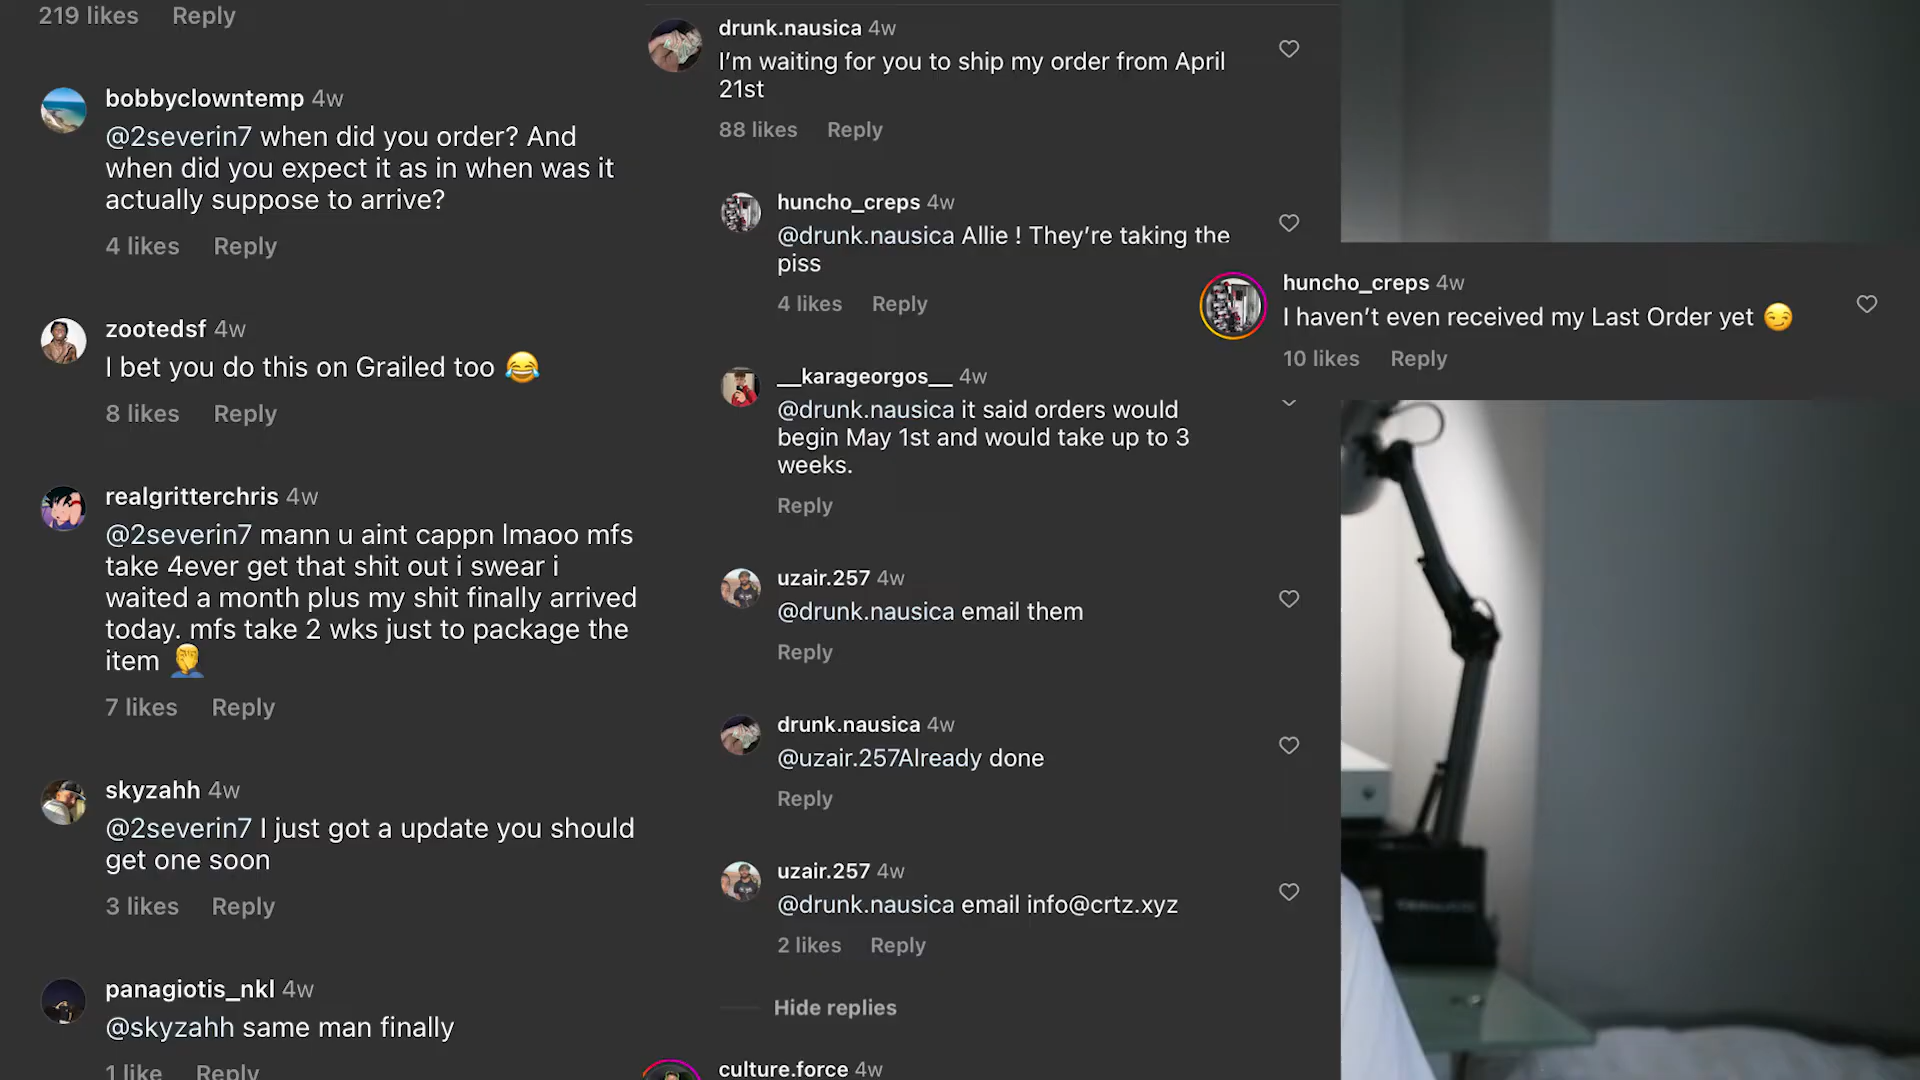 219 likes Reply
bobbyclowntemp 4w
@2severin7 when did you order? And
when did you expect it as in when was it
actually suppose to arrive?
4 likes Reply
zootedsf 4w
I bet you do this on Grailed too 😂
8 likes Reply
realgritterchris 4w
@2severin7 mann u aint cappn lmaoo mfs
take 4ever get that shit out i swear i
waited a month plus my shit finally arrived
today. mfs take 2 wks just to package the
item 🤦‍♂️
7 likes Reply
skyzahh 4w
@2severin7 I just got a update you should
get one soon
3 likes Reply
panagiotis_nkl 4w
@skyzahh same man finally
1 like Reply
drunk.nausica 4w
I’m waiting for you to ship my order from April
21st
88 likes Reply
huncho_creps 4w
@drunk.nausica Allie ! They’re taking the
piss
4 likes Reply
__karageorgos__ 4w
@drunk.nausica it said orders would
begin May 1st and would take up to 3
weeks.
Reply
uzair.257 4w
@drunk.nausica email them
Reply
drunk.nausica 4w
@uzair.257Already done
Reply
uzair.257 4w
@drunk.nausica email info@crtz.xyz
2 likes Reply
Hide replies
culture.force 4w
huncho_creps 4w
I haven’t even received my Last Order yet 😏
10 likes Reply